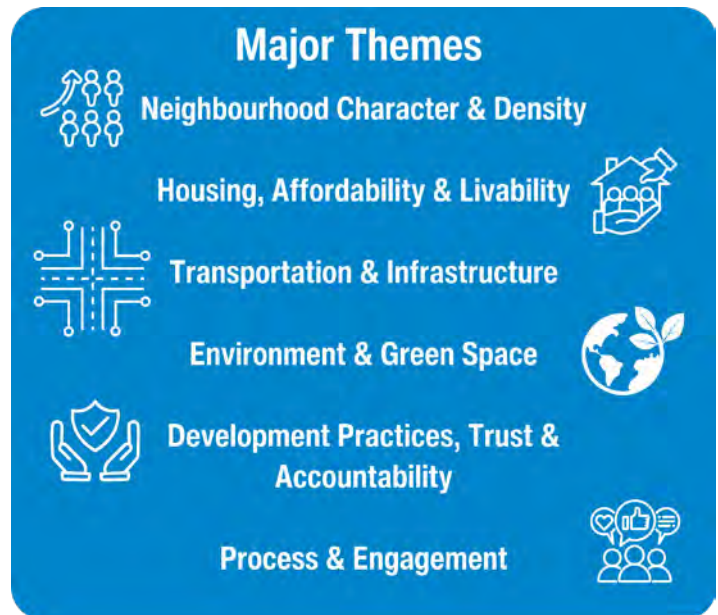 Major Themes
Neighbourhood Character & Density
Housing, Affordability & Livability
Transportation & Infrastructure
Environment & Green Space
Development Practices, Trust &
Accountability
Process & Engagement